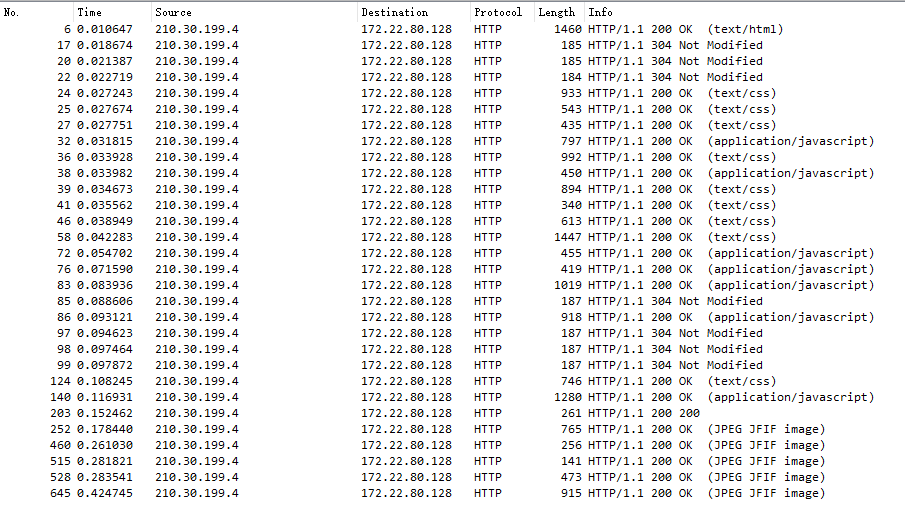 No. Time Source Destination Protocol Length Info
6 0.010647 210.30.199.4 172.22.80.128 HTTP 1460 HTTP/1.1 200 OK (text/html)
17 0.018674 210.30.199.4 172.22.80.128 HTTP 185 HTTP/1.1 304 Not Modified
20 0.021387 210.30.199.4 172.22.80.128 HTTP 185 HTTP/1.1 304 Not Modified
22 0.022719 210.30.199.4 172.22.80.128 HTTP 184 HTTP/1.1 304 Not Modified
24 0.027243 210.30.199.4 172.22.80.128 HTTP 933 HTTP/1.1 200 OK (text/css)
25 0.027674 210.30.199.4 172.22.80.128 HTTP 543 HTTP/1.1 200 OK (text/css)
27 0.027751 210.30.199.4 172.22.80.128 HTTP 435 HTTP/1.1 200 OK (text/css)
32 0.031815 210.30.199.4 172.22.80.128 HTTP 797 HTTP/1.1 200 OK (application/javascript)
36 0.033928 210.30.199.4 172.22.80.128 HTTP 992 HTTP/1.1 200 OK (text/css)
38 0.033982 210.30.199.4 172.22.80.128 HTTP 450 HTTP/1.1 200 OK (application/javascript)
39 0.034673 210.30.199.4 172.22.80.128 HTTP 894 HTTP/1.1 200 OK (text/css)
41 0.035562 210.30.199.4 172.22.80.128 HTTP 340 HTTP/1.1 200 OK (text/css)
46 0.038949 210.30.199.4 172.22.80.128 HTTP 613 HTTP/1.1 200 OK (text/css)
58 0.042283 210.30.199.4 172.22.80.128 HTTP 1447 HTTP/1.1 200 OK (text/css)
72 0.054702 210.30.199.4 172.22.80.128 HTTP 455 HTTP/1.1 200 OK (application/javascript)
76 0.071590 210.30.199.4 172.22.80.128 HTTP 419 HTTP/1.1 200 OK (application/javascript)
83 0.083936 210.30.199.4 172.22.80.128 HTTP 1019 HTTP/1.1 200 OK (application/javascript)
85 0.088606 210.30.199.4 172.22.80.128 HTTP 187 HTTP/1.1 304 Not Modified
86 0.093121 210.30.199.4 172.22.80.128 HTTP 918 HTTP/1.1 200 OK (application/javascript)
97 0.094623 210.30.199.4 172.22.80.128 HTTP 187 HTTP/1.1 304 Not Modified
98 0.097464 210.30.199.4 172.22.80.128 HTTP 187 HTTP/1.1 304 Not Modified
99 0.097872 210.30.199.4 172.22.80.128 HTTP 187 HTTP/1.1 304 Not Modified
124 0.108245 210.30.199.4 172.22.80.128 HTTP 746 HTTP/1.1 200 OK (text/css)
140 0.116931 210.30.199.4 172.22.80.128 HTTP 1280 HTTP/1.1 200 OK (application/javascript)
203 0.152462 210.30.199.4 172.22.80.128 HTTP 261 HTTP/1.1 200 200
252 0.178440 210.30.199.4 172.22.80.128 HTTP 765 HTTP/1.1 200 OK (JPEG JFIF image)
460 0.261030 210.30.199.4 172.22.80.128 HTTP 256 HTTP/1.1 200 OK (JPEG JFIF image)
515 0.281821 210.30.199.4 172.22.80.128 HTTP 141 HTTP/1.1 200 OK (JPEG JFIF image)
528 0.283541 210.30.199.4 172.22.80.128 HTTP 473 HTTP/1.1 200 OK (JPEG JFIF image)
645 0.424745 210.30.199.4 172.22.80.128 HTTP 915 HTTP/1.1 200 OK (JPEG JFIF image)